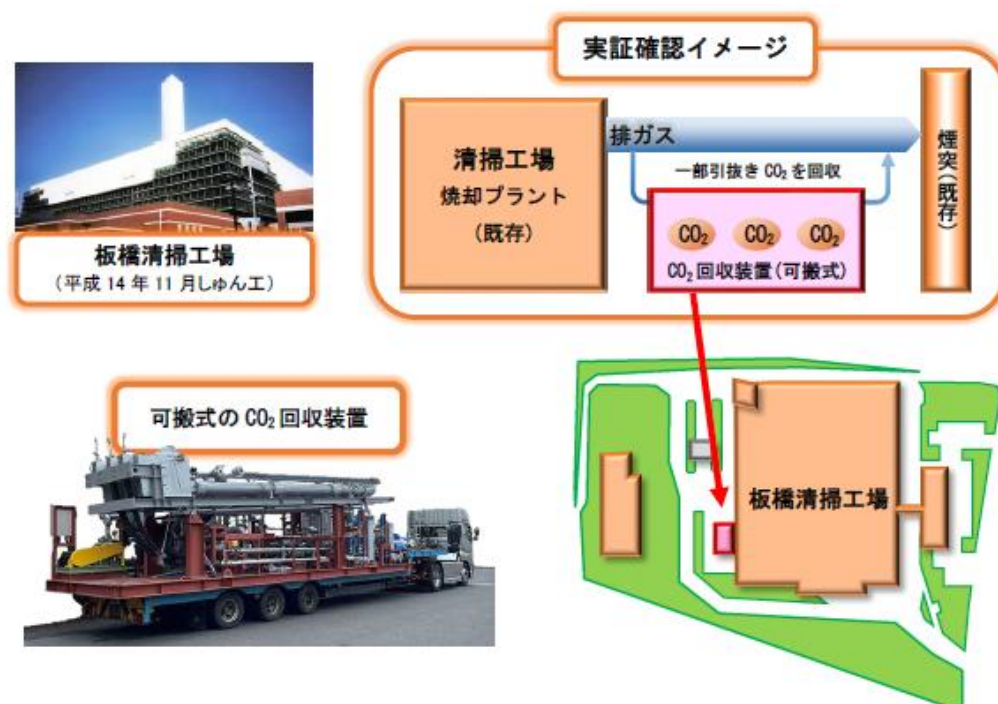 実証確認イメージ
板橋清掃工場
(平成 14 年 11 月しゅん工)
清掃工場
焼却プラント
(既存)
排ガス
一部引抜き CO₂ を回収
CO₂ CO₂ CO₂
CO₂ 回収装置(可搬式)
煙突(既存)
可搬式の CO₂ 回収装置
板橋清掃工場